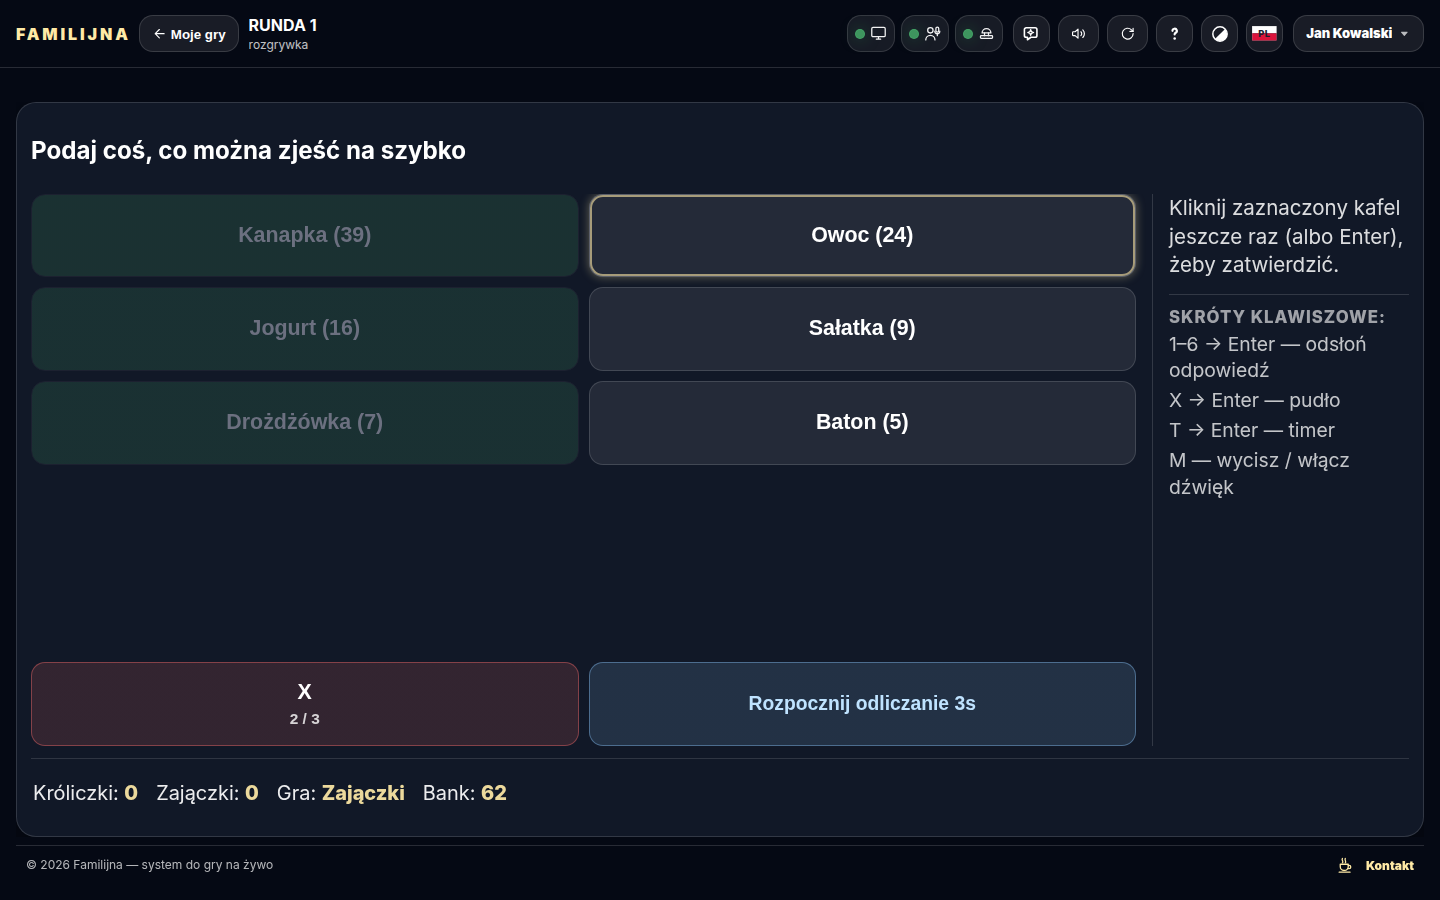 FAMILIJNA
← Moje gry
RUNDA 1
rozgrywka
?
PL
Jan Kowalski
Podaj coś, co można zjeść na szybko
Kanapka (39)
Owoc (24)
Jogurt (16)
Sałatka (9)
Drożdżówka (7)
Baton (5)
X
2 / 3
Rozpocznij odliczanie 3s
Kliknij zaznaczony kafel
jeszcze raz (albo Enter),
żeby zatwierdzić.
SKRÓTY KLAWISZOWE:
1–6 → Enter — odsłoń
odpowiedź
X → Enter — pudło
T → Enter — timer
M — wycisz / włącz
dźwięk
Króliczki: 0 Zajączki: 0 Gra: Zajączki Bank: 62
© 2026 Familijna — system do gry na żywo
Kontakt